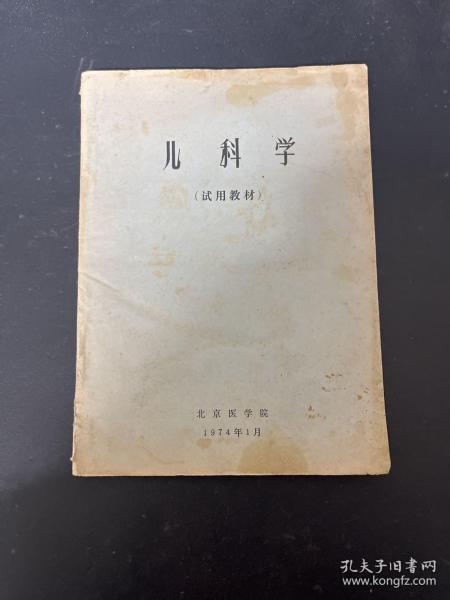 儿科学
(试用教材)
北京医学院
1974年1月
孔夫子旧书网
www.kongfz.com